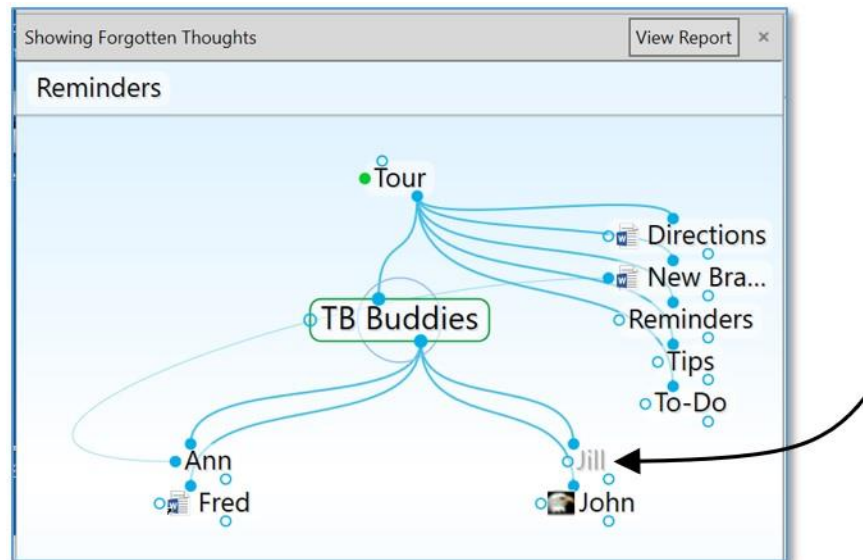 Showing Forgotten Thoughts View Report ×
Reminders
Tour
Directions
New Bra...
TB Buddies
Reminders
Tips
To-Do
Ann
Jill
Fred
John